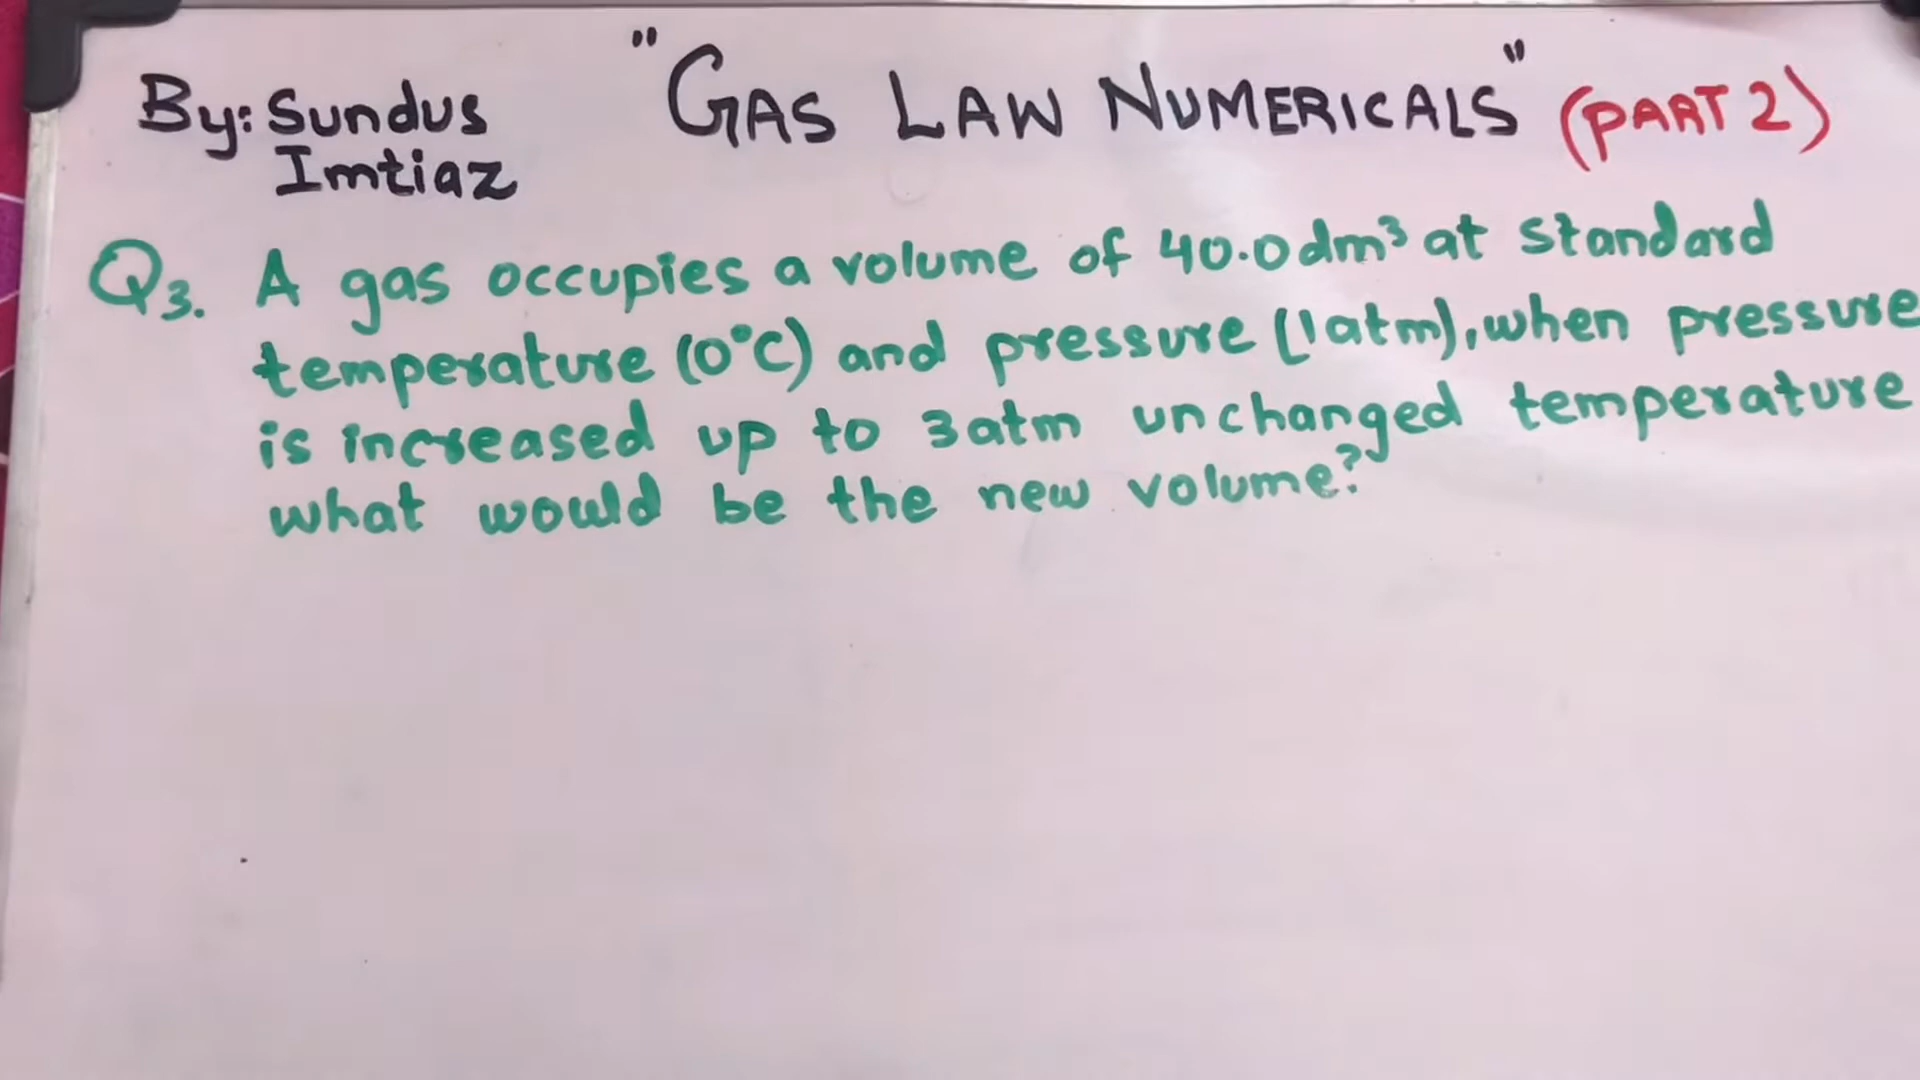 By: Sundus "GAS LAW NUMERICALS" (PART 2)
Imtiaz
Q3. A gas occupies a volume of 40.0dm³ at standard
temperature (0°C) and pressure (1atm), when pressure
is increased up to 3atm unchanged temperature
what would be the new volume?